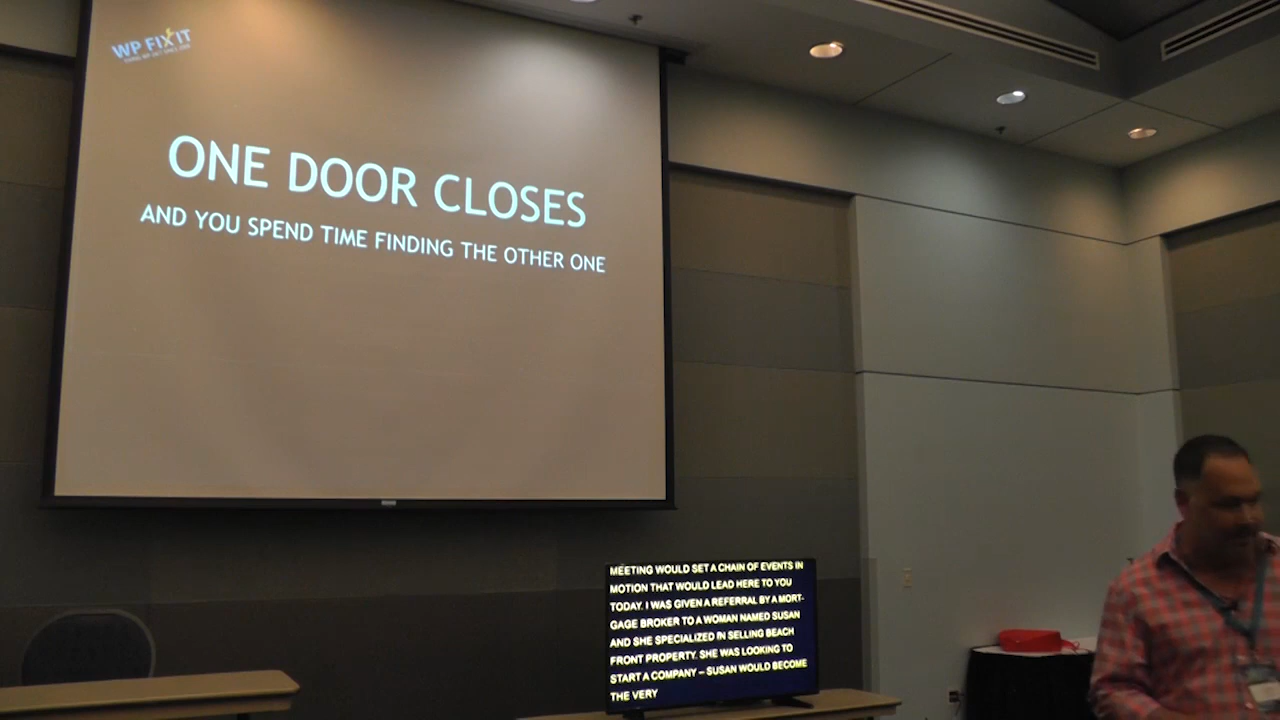 WP FIXIT
ONE DOOR CLOSES
AND YOU SPEND TIME FINDING THE OTHER ONE
MEETING WOULD SET A CHAIN OF EVENTS IN
MOTION THAT WOULD LEAD HERE TO YOU
TODAY. I WAS GIVEN A REFERRAL BY A MORT-
GAGE BROKER TO A WOMAN NAMED SUSAN
AND SHE SPECIALIZED IN SELLING BEACH
FRONT PROPERTY. SHE WAS LOOKING TO
START A COMPANY – SUSAN WOULD BECOME
THE VERY